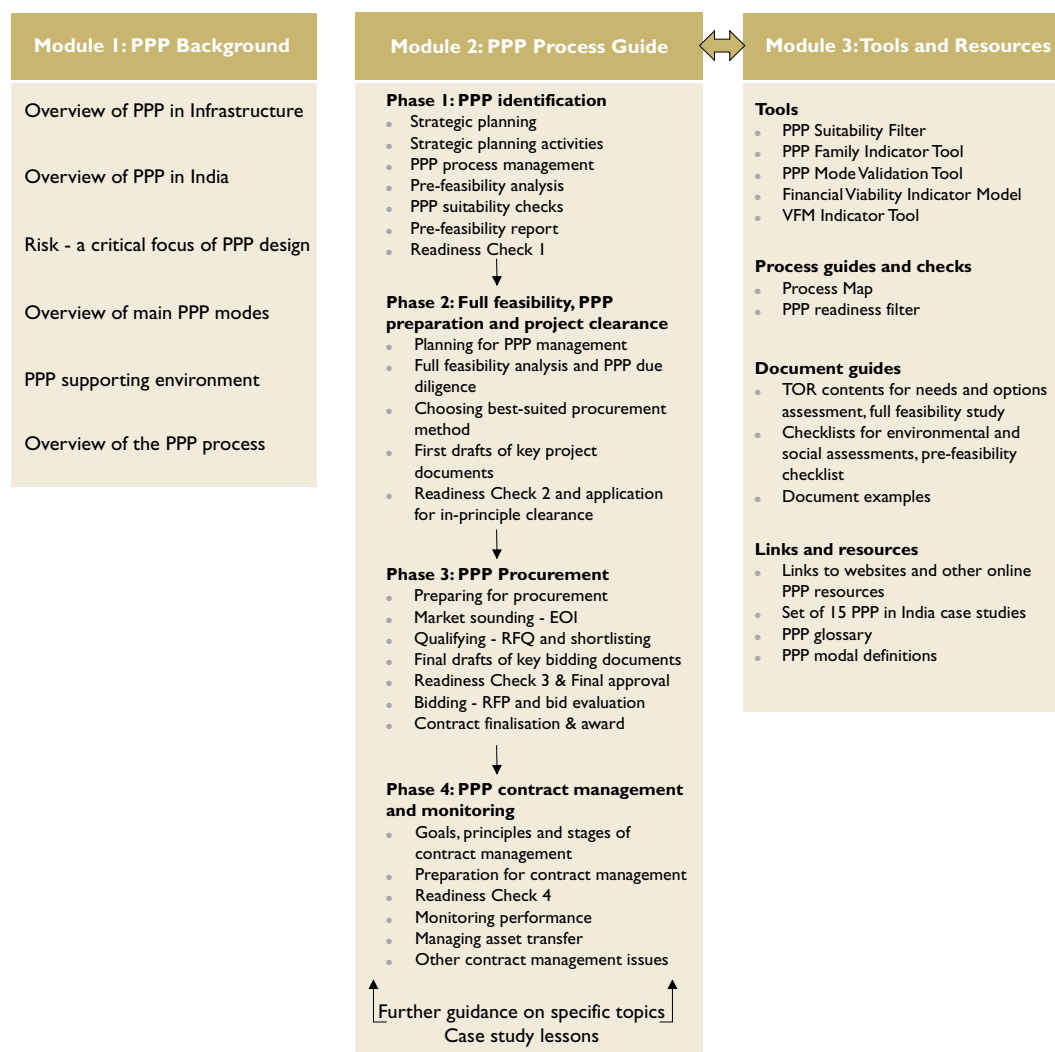 Module 1: PPP Background
Overview of PPP in Infrastructure
Overview of PPP in India
Risk - a critical focus of PPP design
Overview of main PPP modes
PPP supporting environment
Overview of the PPP process
Module 2: PPP Process Guide
Phase 1: PPP identification
Strategic planning
Strategic planning activities
PPP process management
Pre-feasibility analysis
PPP suitability checks
Pre-feasibility report
Readiness Check 1
Phase 2: Full feasibility, PPP
preparation and project clearance
Planning for PPP management
Full feasibility analysis and PPP due
diligence
Choosing best-suited procurement
method
First drafts of key project
documents
Readiness Check 2 and application
for in-principle clearance
Phase 3: PPP Procurement
Preparing for procurement
Market sounding - EOI
Qualifying - RFQ and shortlisting
Final drafts of key bidding documents
Readiness Check 3 & Final approval
Bidding - RFP and bid evaluation
Contract finalisation & award
Phase 4: PPP contract management
and monitoring
Goals, principles and stages of
contract management
Preparation for contract management
Readiness Check 4
Monitoring performance
Managing asset transfer
Other contract management issues
Further guidance on specific topics
Case study lessons
Module 3: Tools and Resources
Tools
PPP Suitability Filter
PPP Family Indicator Tool
PPP Mode Validation Tool
Financial Viability Indicator Model
VFM Indicator Tool
Process guides and checks
Process Map
PPP readiness filter
Document guides
TOR contents for needs and options
assessment, full feasibility study
Checklists for environmental and
social assessments, pre-feasibility
checklist
Document examples
Links and resources
Links to websites and other online
PPP resources
Set of 15 PPP in India case studies
PPP glossary
PPP modal definitions